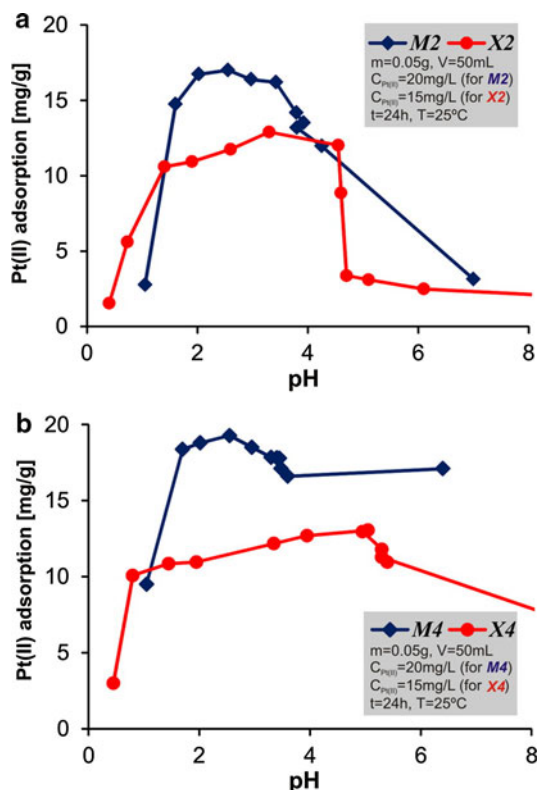 a
20
15
10
5
0
Pt(II) adsorption [mg/g]
M2 X2
m=0.05g, V=50mL
C_Pt(II)=20mg/L (for M2)
C_Pt(II)=15mg/L (for X2)
t=24h, T=25ºC
0 2 4 6 8
pH
b
20
15
10
5
0
Pt(II) adsorption [mg/g]
M4 X4
m=0.05g, V=50mL
C_Pt(II)=20mg/L (for M4)
C_Pt(II)=15mg/L (for X4)
t=24h, T=25ºC
0 2 4 6 8
pH